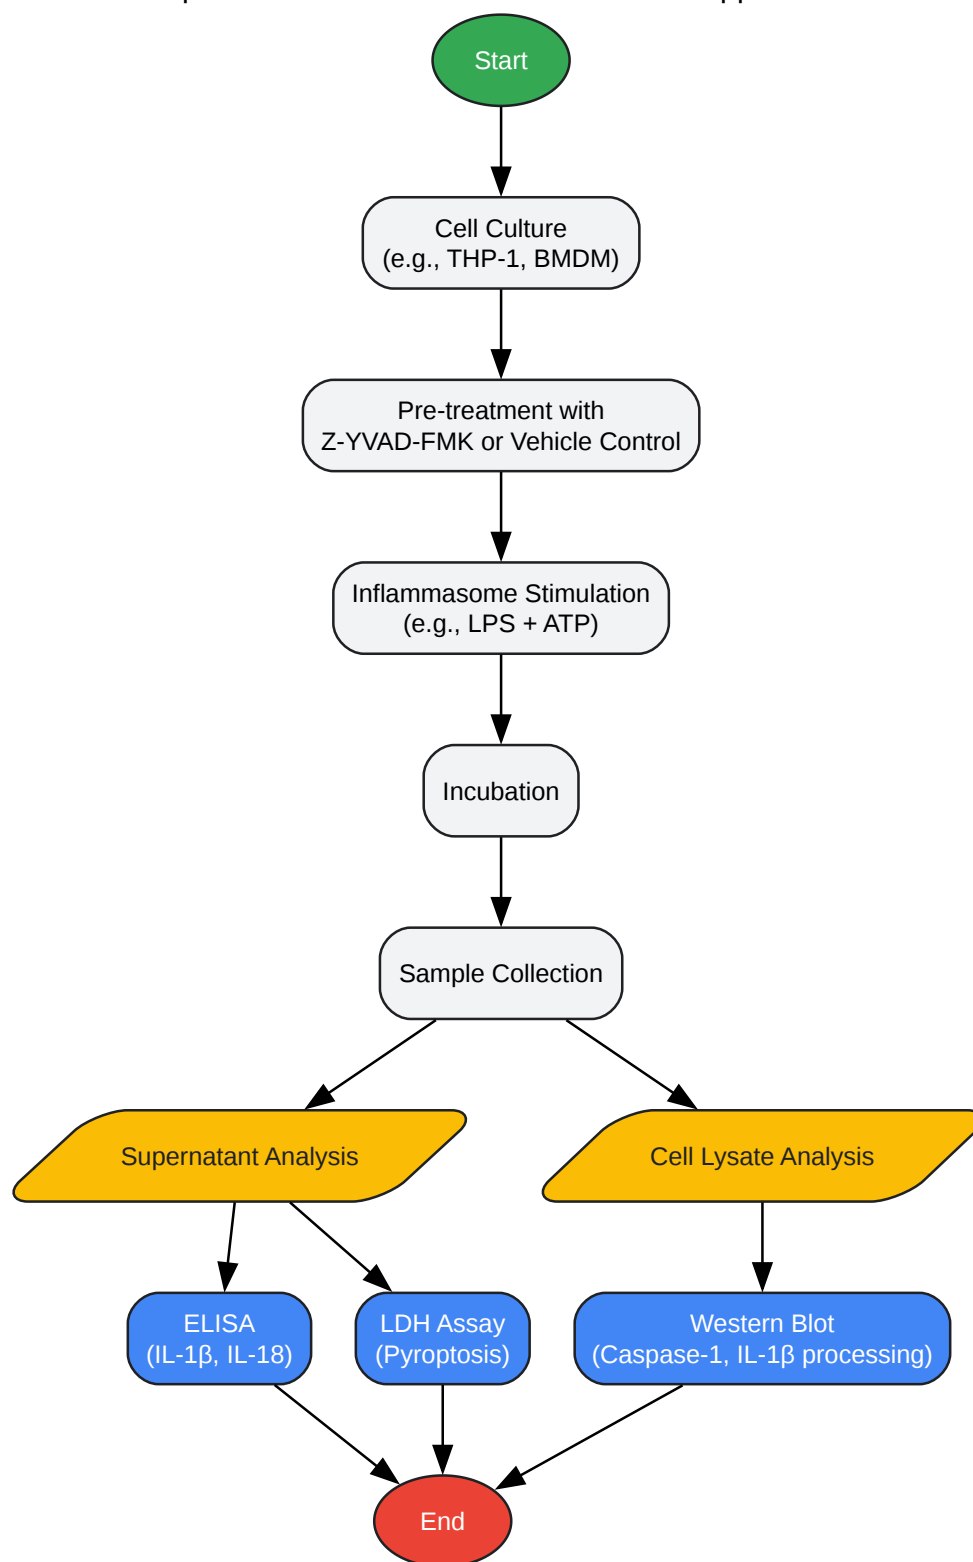 Start
Cell Culture
(e.g., THP-1, BMDM)
Pre-treatment with
Z-YVAD-FMK or Vehicle Control
Inflammasome Stimulation
(e.g., LPS + ATP)
Incubation
Sample Collection
Supernatant Analysis
Cell Lysate Analysis
ELISA
(IL-1β, IL-18)
LDH Assay
(Pyroptosis)
Western Blot
(Caspase-1, IL-1β processing)
End